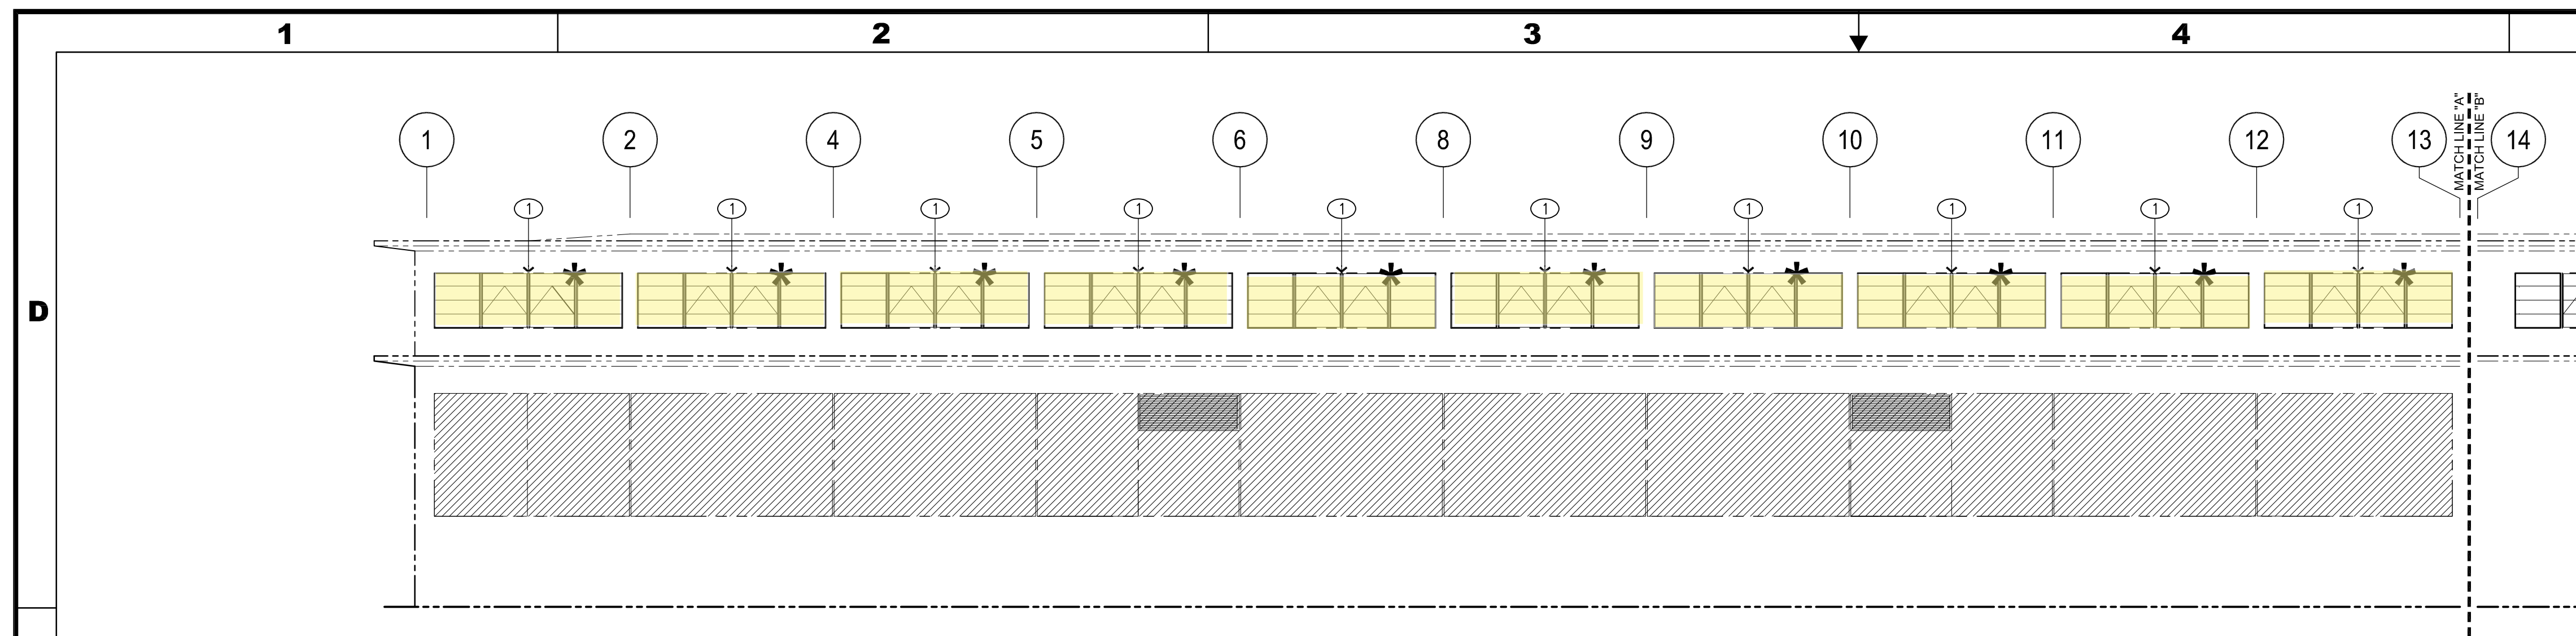 1 2 3 4
1 2 4 5 6 8 9 10 11 12 13 MATCH LINE "A" MATCH LINE "B" 14
1 1 1 1 1 1 1 1 1 1
* * * * * * * * * *
D